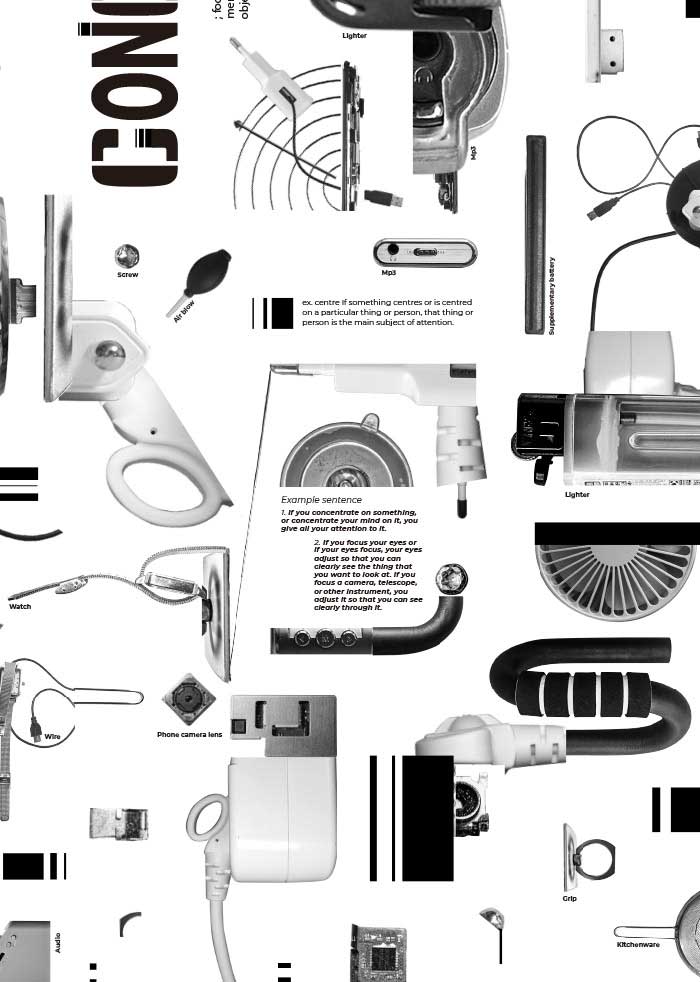 CONC
; foc
mer
obje
Lighter
Mp3
Screw
Air blow
Mp3
Supplementary battery
ex. centre If something centres or is centred
on a particular thing or person, that thing or
person is the main subject of attention.
Lighter
Example sentence
1. If you concentrate on something,
or concentrate your mind on it, you
give all your attention to it.
2. If you focus your eyes or
if your eyes focus, your eyes
adjust so that you can
clearly see the thing that
you want to look at. If you
focus a camera, telescope,
or other instrument, you
adjust it so that you can see
clearly through it.
Watch
Wire
Phone camera lens
Grip
Audio
Kitchenware